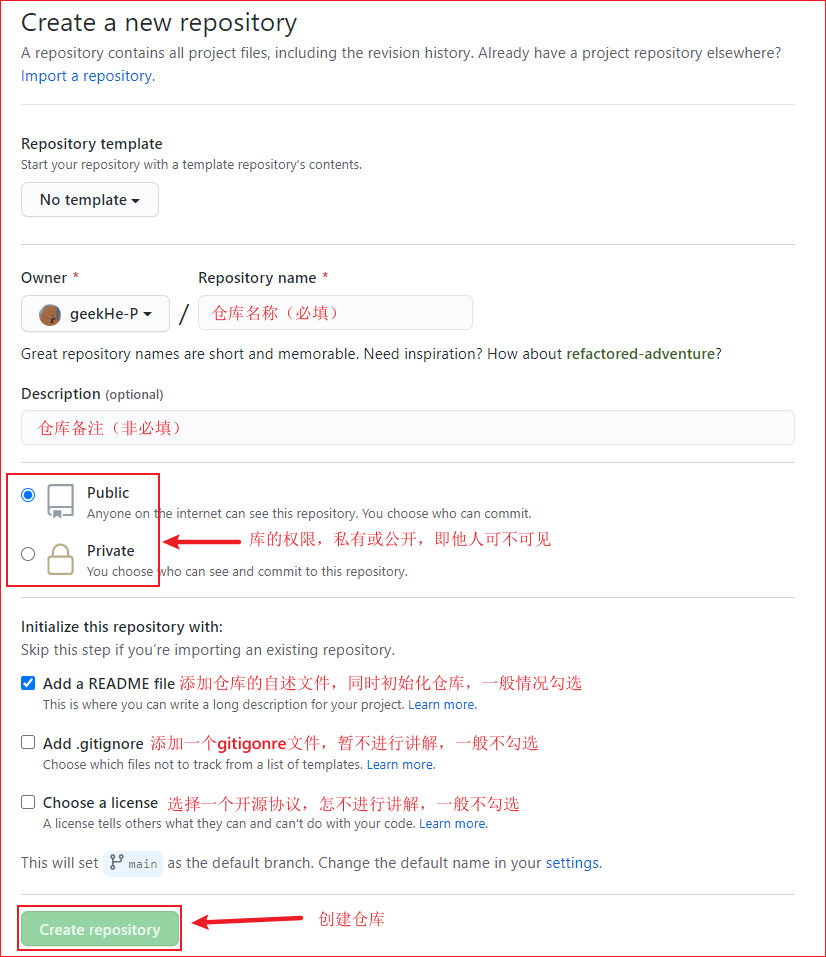 Create a new repository
A repository contains all project files, including the revision history. Already have a project repository elsewhere?
Import a repository.
Repository template
Start your repository with a template repository's contents.
No template
Owner * Repository name *
geekHe-P / 仓库名称（必填）
Great repository names are short and memorable. Need inspiration? How about refactored-adventure?
Description (optional)
仓库备注（非必填）
Public
Anyone on the internet can see this repository. You choose who can commit.
库的权限，私有或公开，即他人可不可见
Private
You choose who can see and commit to this repository.
Initialize this repository with:
Skip this step if you're importing an existing repository.
Add a README file 添加仓库的自述文件，同时初始化仓库，一般情况勾选
This is where you can write a long description for your project. Learn more.
Add .gitignore 添加一个gitigonre文件，暂不进行讲解，一般不勾选
Choose which files not to track from a list of templates. Learn more.
Choose a license 选择一个开源协议，怎不进行讲解，一般不勾选
A license tells others what they can and can't do with your code. Learn more.
This will set main as the default branch. Change the default name in your settings.
Create repository 创建仓库